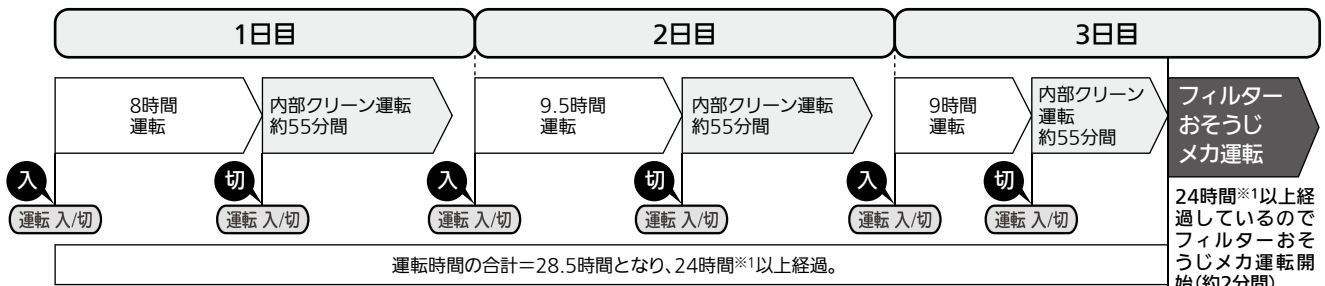 1日目
2日目
3日目
8時間
運転
内部クリーン運転
約55分間
9.5時間
運転
内部クリーン運転
約55分間
9時間
運転
内部クリーン
運転
約55分間
フィルター
おそうじ
メカ運転
入
切
入
切
入
切
運転 入/切
運転 入/切
運転 入/切
運転 入/切
運転 入/切
運転 入/切
24時間※1以上経
過しているので
フィルターおそ
うじメカ運転開
始(約2分間)
運転時間の合計=28.5時間となり、24時間※1以上経過。